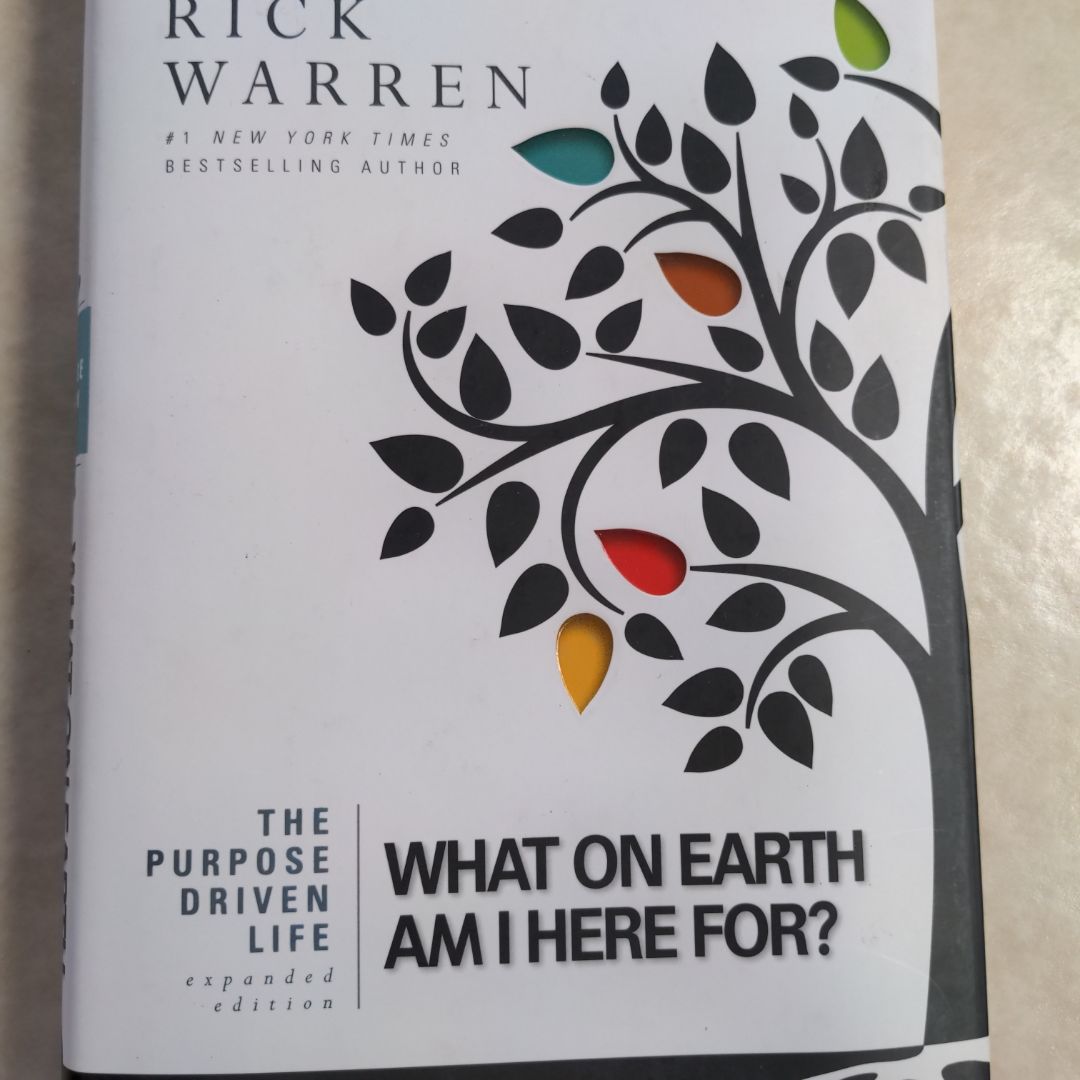 RICK
WARREN
#1 NEW YORK TIMES
BESTSELLING AUTHOR
THE
PURPOSE
DRIVEN
LIFE
expanded
edition
WHAT ON EARTH
AM I HERE FOR?